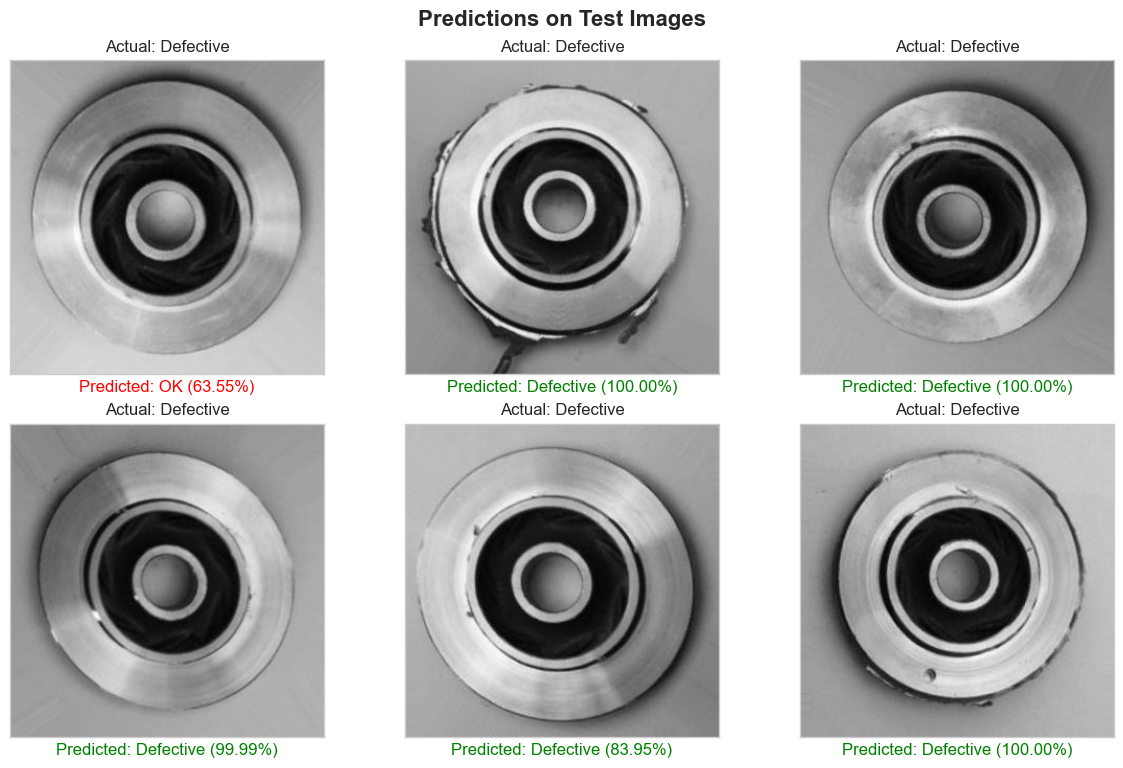 Predictions on Test Images
Actual: Defective
Actual: Defective
Actual: Defective
Predicted: OK (63.55%)
Predicted: Defective (100.00%)
Predicted: Defective (100.00%)
Actual: Defective
Actual: Defective
Actual: Defective
Predicted: Defective (99.99%)
Predicted: Defective (83.95%)
Predicted: Defective (100.00%)